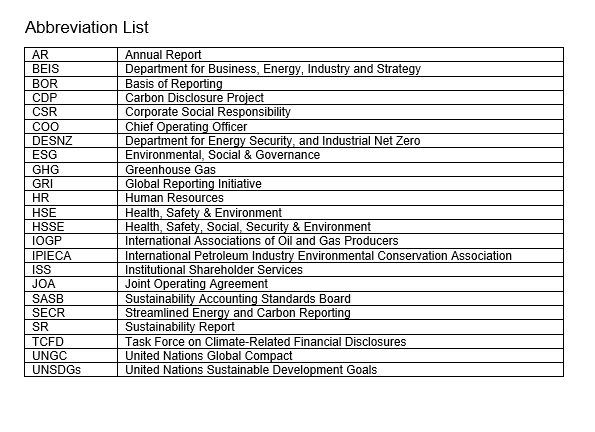 Abbreviation List
AR Annual Report
BEIS Department for Business, Energy, Industry and Strategy
BOR Basis of Reporting
CDP Carbon Disclosure Project
CSR Corporate Social Responsibility
COO Chief Operating Officer
DESNZ Department for Energy Security, and Industrial Net Zero
ESG Environmental, Social & Governance
GHG Greenhouse Gas
GRI Global Reporting Initiative
HR Human Resources
HSE Health, Safety & Environment
HSSE Health, Safety, Social, Security & Environment
IOGP International Associations of Oil and Gas Producers
IPIECA International Petroleum Industry Environmental Conservation Association
ISS Institutional Shareholder Services
JOA Joint Operating Agreement
SASB Sustainability Accounting Standards Board
SECR Streamlined Energy and Carbon Reporting
SR Sustainability Report
TCFD Task Force on Climate-Related Financial Disclosures
UNGC United Nations Global Compact
UNSDGs United Nations Sustainable Development Goals